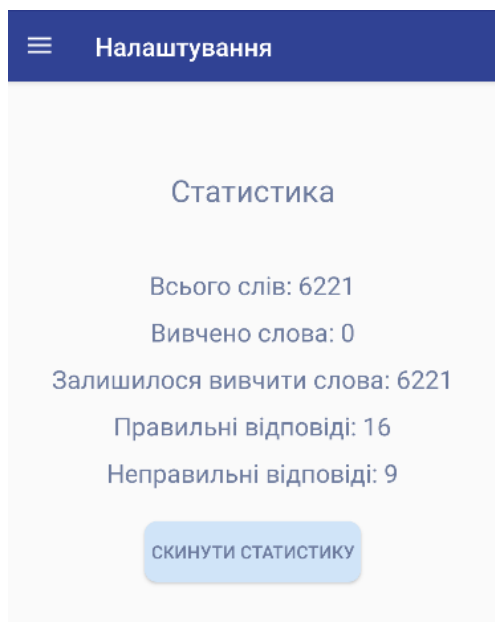 Налаштування
Статистика
Всього слів: 6221
Вивчено слова: 0
Залишилося вивчити слова: 6221
Правильні відповіді: 16
Неправильні відповіді: 9
СКИНУТИ СТАТИСТИКУ